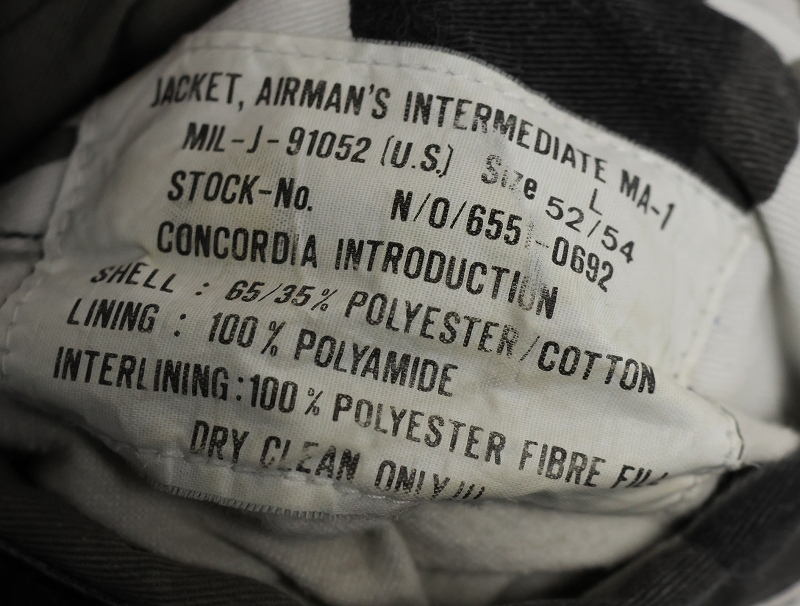 JACKET, AIRMAN'S INTERMEDIATE MA-1
MIL-J-91052 (U.S.) Size L
52/54
STOCK-No. N/O/655 -0692
CONCORDIA INTRODUCTION
SHELL : 65/35% POLYESTER/COTTON
LINING : 100% POLYAMIDE
INTERLINING:100% POLYESTER FIBRE
DRY CLEAN ONLY!!!